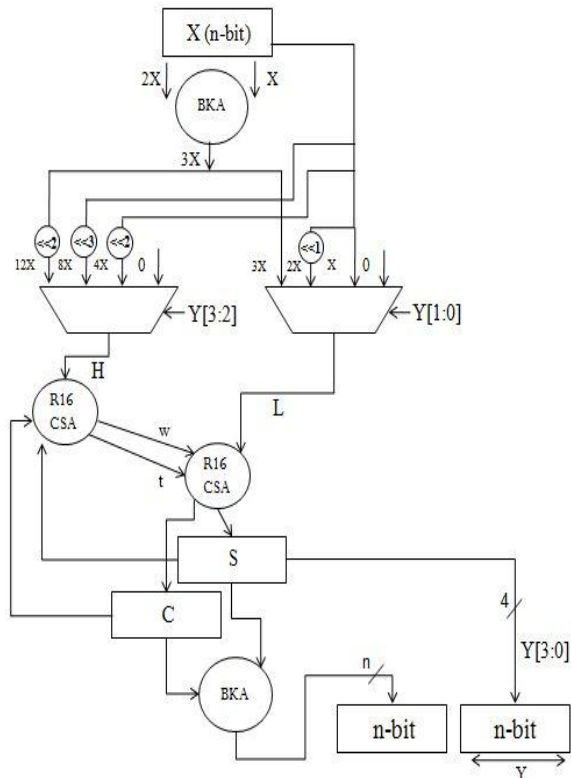 X (n-bit)
2X
X
BKA
3X
<<2
<<3
<<2
<<1
12X
8X
4X
0
3X
2X
X
0
Y[3:2]
Y[1:0]
H
L
R16
CSA
w
t
R16
CSA
S
C
4
Y[3:0]
BKA
n
n-bit
n-bit
Y